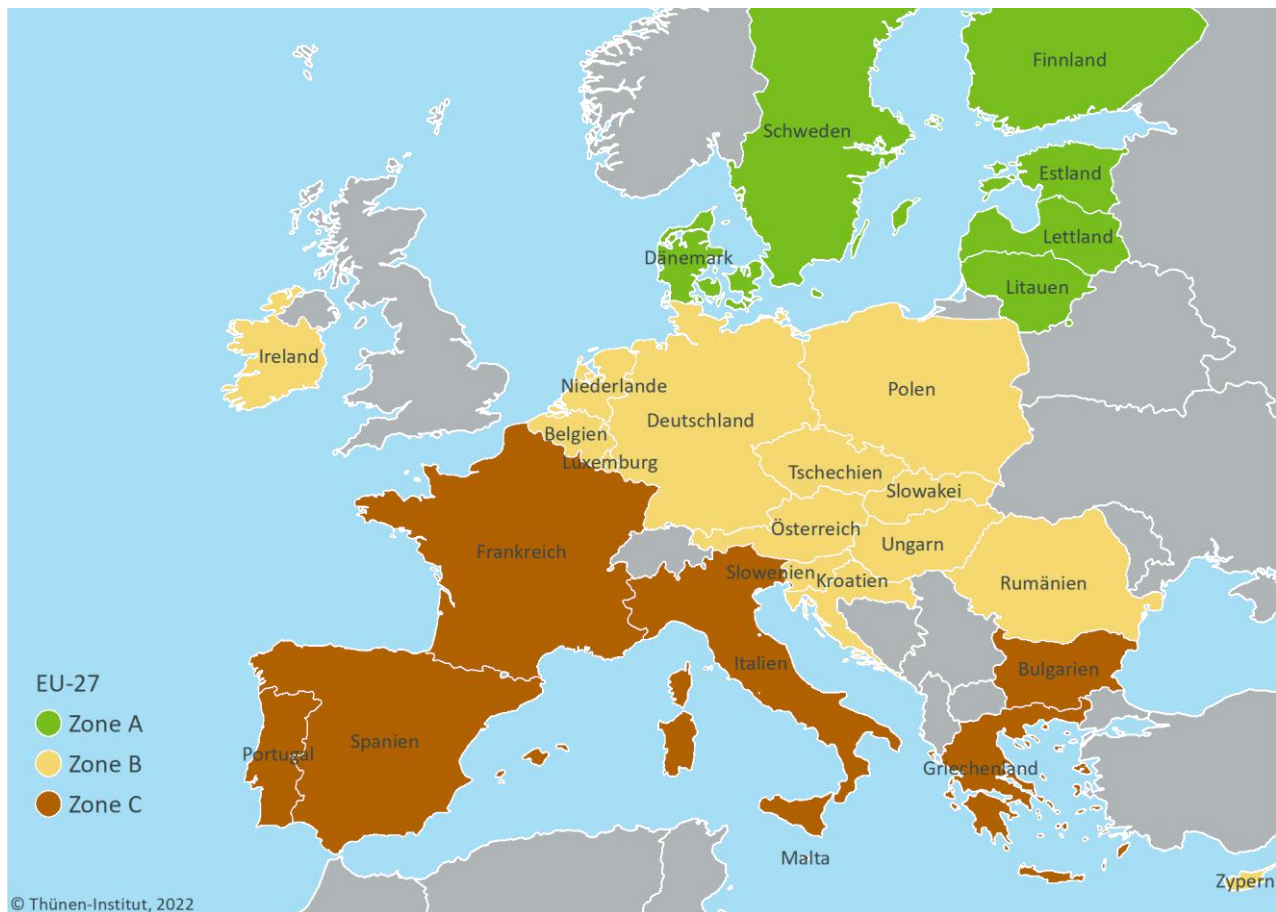 Finnland
Schweden
Estland
Lettland
Dänemark
Litauen
Ireland
Niederlande
Polen
Deutschland
Belgien
Luxemburg
Tschechien
Slowakei
Österreich
Ungarn
Frankreich
Slowenien
Kroatien
Rumänien
Italien
Bulgarien
EU-27
Zone A
Zone B
Zone C
Portugal
Spanien
Griechenland
Malta
Zypern
© Thünen-Institut, 2022